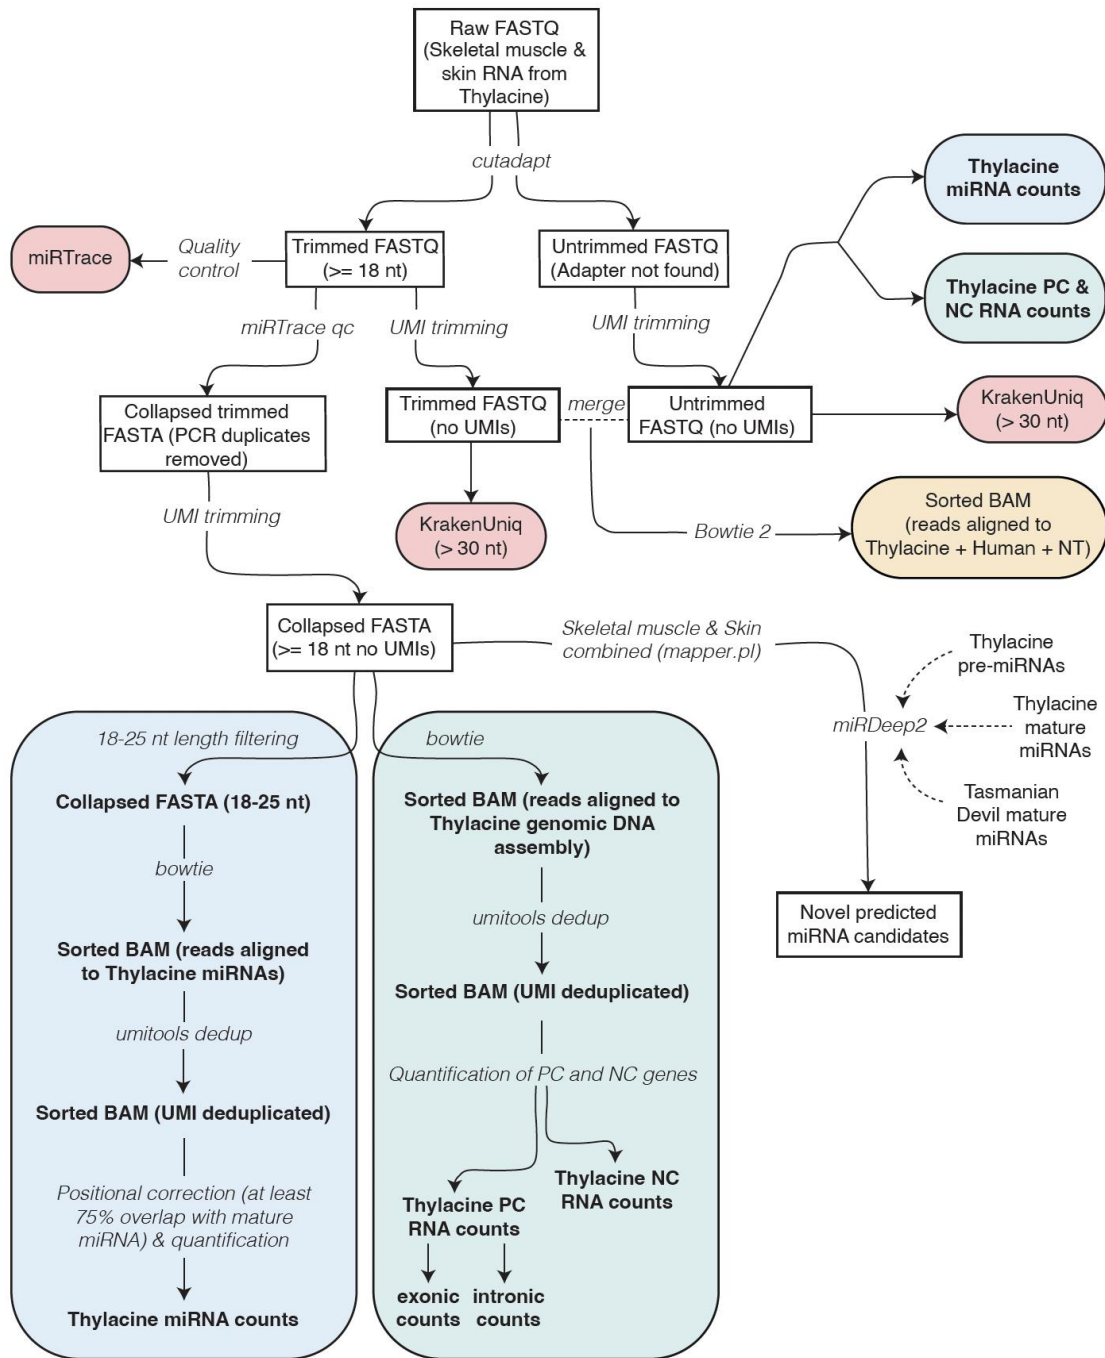 Raw FASTQ
(Skeletal muscle &
skin RNA from
Thylacine)
cutadapt
Thylacine
miRNA counts
miRTrace
Quality
control
Trimmed FASTQ
(>= 18 nt)
Untrimmed FASTQ
(Adapter not found)
Thylacine PC &
NC RNA counts
miRTrace qc
UMI trimming
UMI trimming
Collapsed trimmed
FASTA (PCR duplicates
removed)
Trimmed FASTQ
(no UMIs)
merge
Untrimmed
FASTQ (no UMIs)
KrakenUniq
(> 30 nt)
UMI trimming
KrakenUniq
(> 30 nt)
Bowtie 2
Sorted BAM
(reads aligned to
Thylacine + Human + NT)
Collapsed FASTA
(>= 18 nt no UMIs)
Skeletal muscle & Skin
combined (mapper.pl)
Thylacine
pre-miRNAs
miRDeep2
Thylacine
mature
miRNAs
Tasmanian
Devil mature
miRNAs
Novel predicted
miRNA candidates
18-25 nt length filtering
Collapsed FASTA (18-25 nt)
bowtie
Sorted BAM (reads aligned
to Thylacine miRNAs)
umitools dedup
Sorted BAM (UMI deduplicated)
Positional correction (at least
75% overlap with mature
miRNA) & quantification
Thylacine miRNA counts
bowtie
Sorted BAM (reads aligned to
Thylacine genomic DNA
assembly)
umitools dedup
Sorted BAM (UMI deduplicated)
Quantification of PC and NC genes
Thylacine NC
RNA counts
Thylacine PC
RNA counts
exonic
counts
intronic
counts